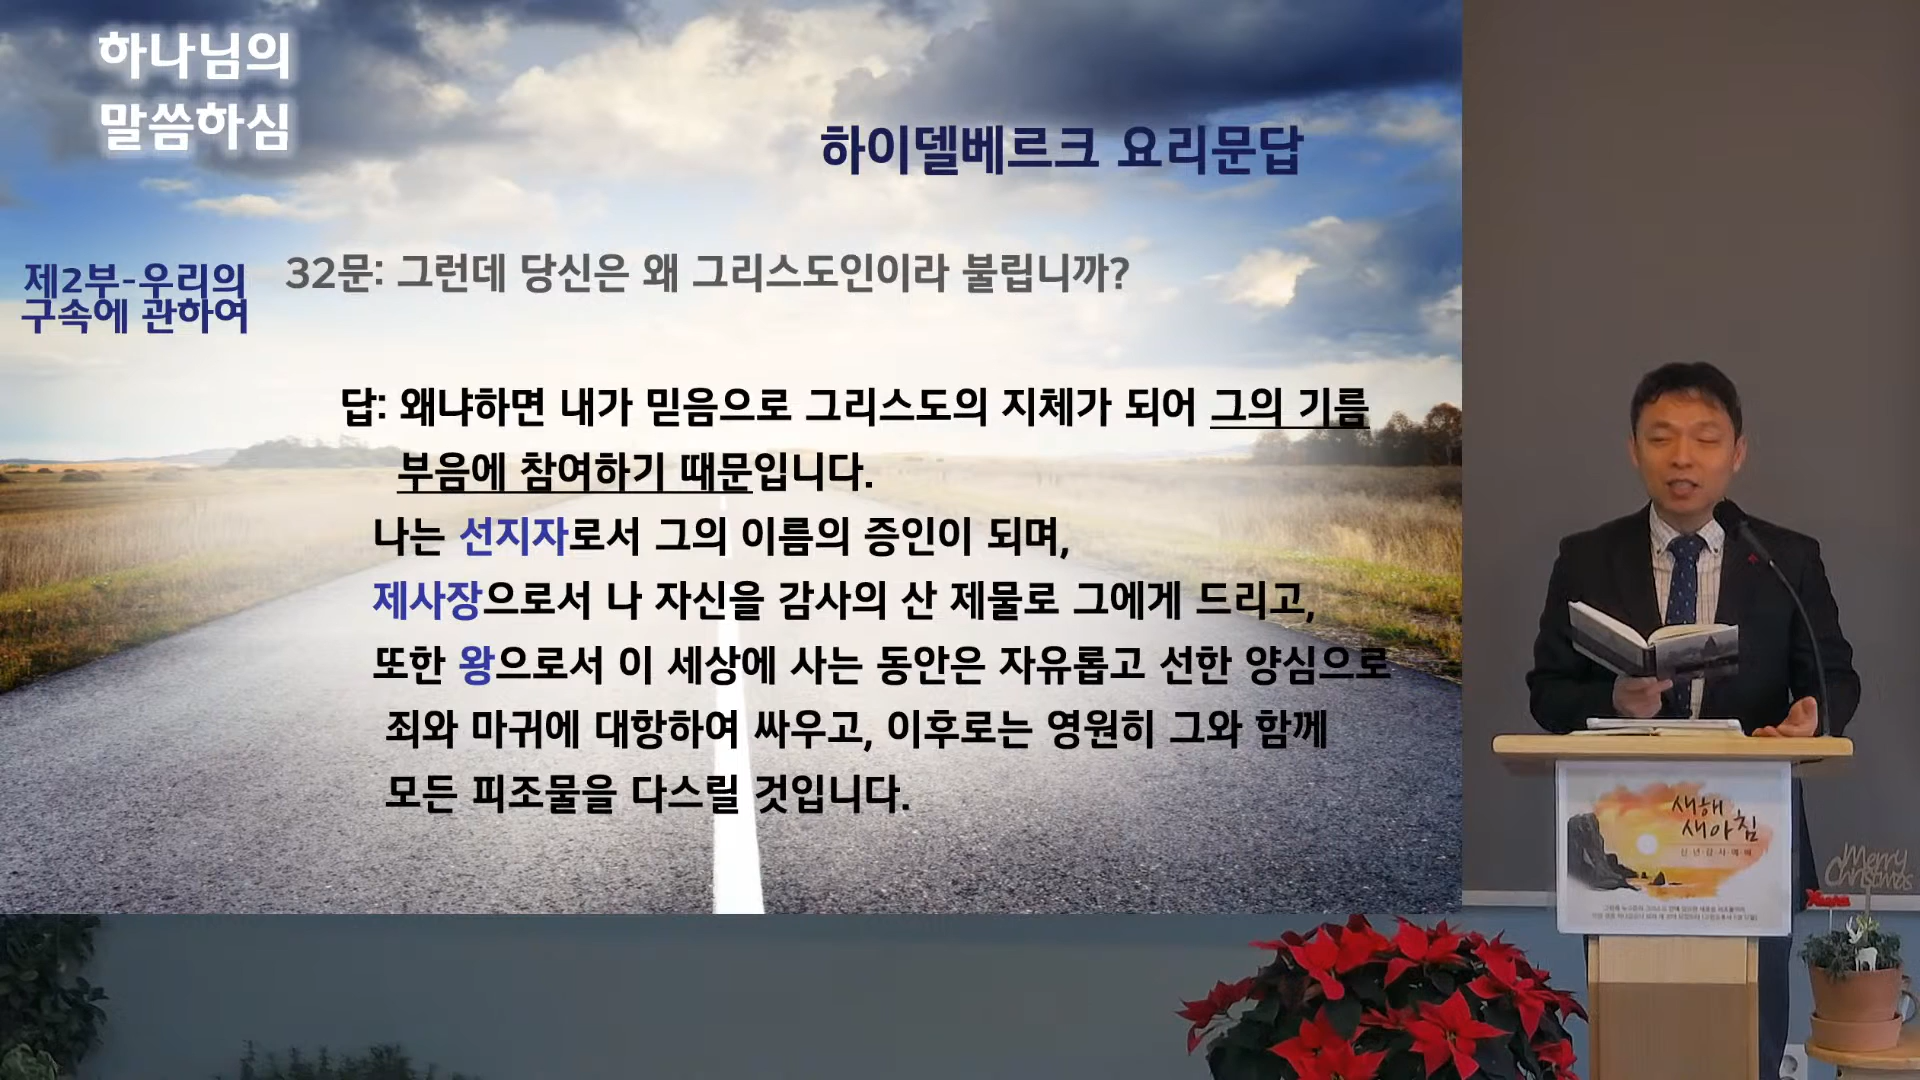 하나님의
말씀하심
하이델베르크 요리문답
제2부-우리의
구속에 관하여
32문: 그런데 당신은 왜 그리스도인이라 불립니까?
답: 왜냐하면 내가 믿음으로 그리스도의 지체가 되어 그의 기름
부음에 참여하기 때문입니다.
나는 선지자로서 그의 이름의 증인이 되며,
제사장으로서 나 자신을 감사의 산 제물로 그에게 드리고,
또한 왕으로서 이 세상에 사는 동안은 자유롭고 선한 양심으로
죄와 마귀에 대항하여 싸우고, 이후로는 영원히 그와 함께
모든 피조물을 다스릴 것입니다.
새해
새아침
신년감사예배
Merry
Christmas